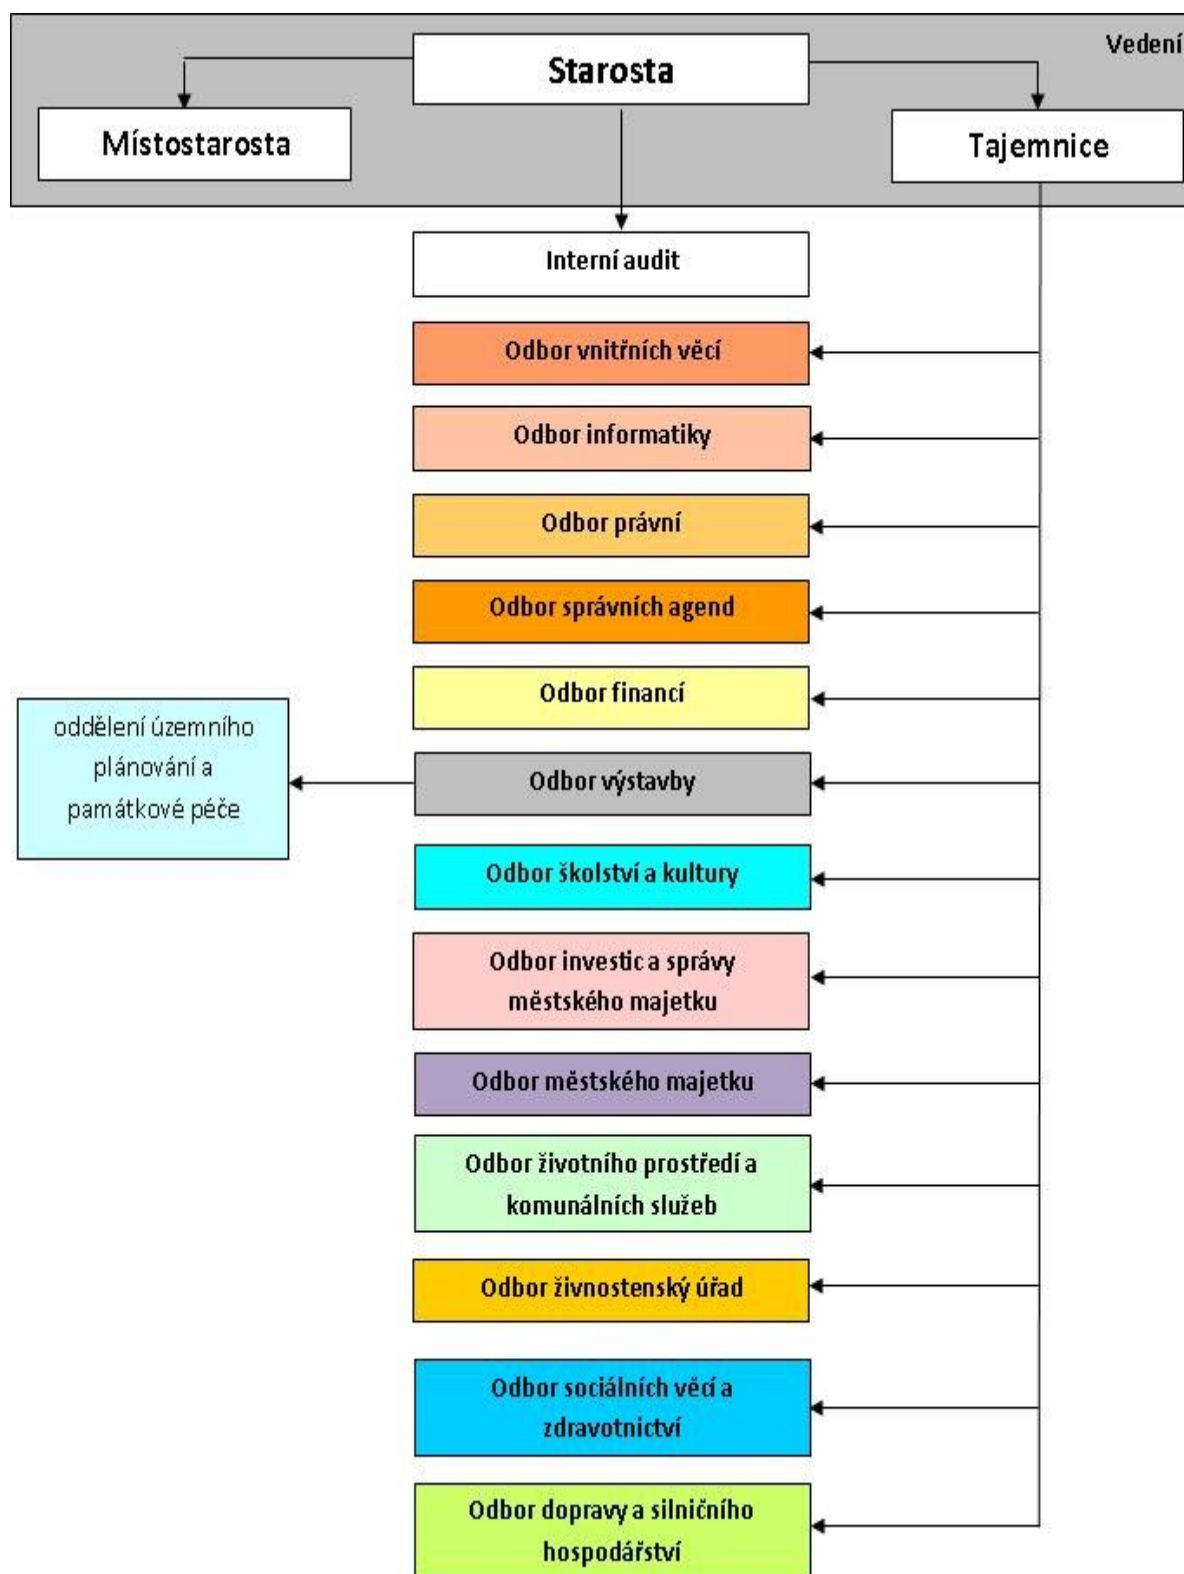 Vedení
Starosta
Místostarosta
Tajemnice
Interní audit
Odbor vnitřních věcí
Odbor informatiky
Odbor právní
Odbor správních agend
Odbor financí
oddělení územního
plánování a
památkové péče
Odbor výstavby
Odbor školství a kultury
Odbor investic a správy
městského majetku
Odbor městského majetku
Odbor životního prostředí a
komunálních služeb
Odbor živnostenský úřad
Odbor sociálních věcí a
zdravotnictví
Odbor dopravy a silničního
hospodářství